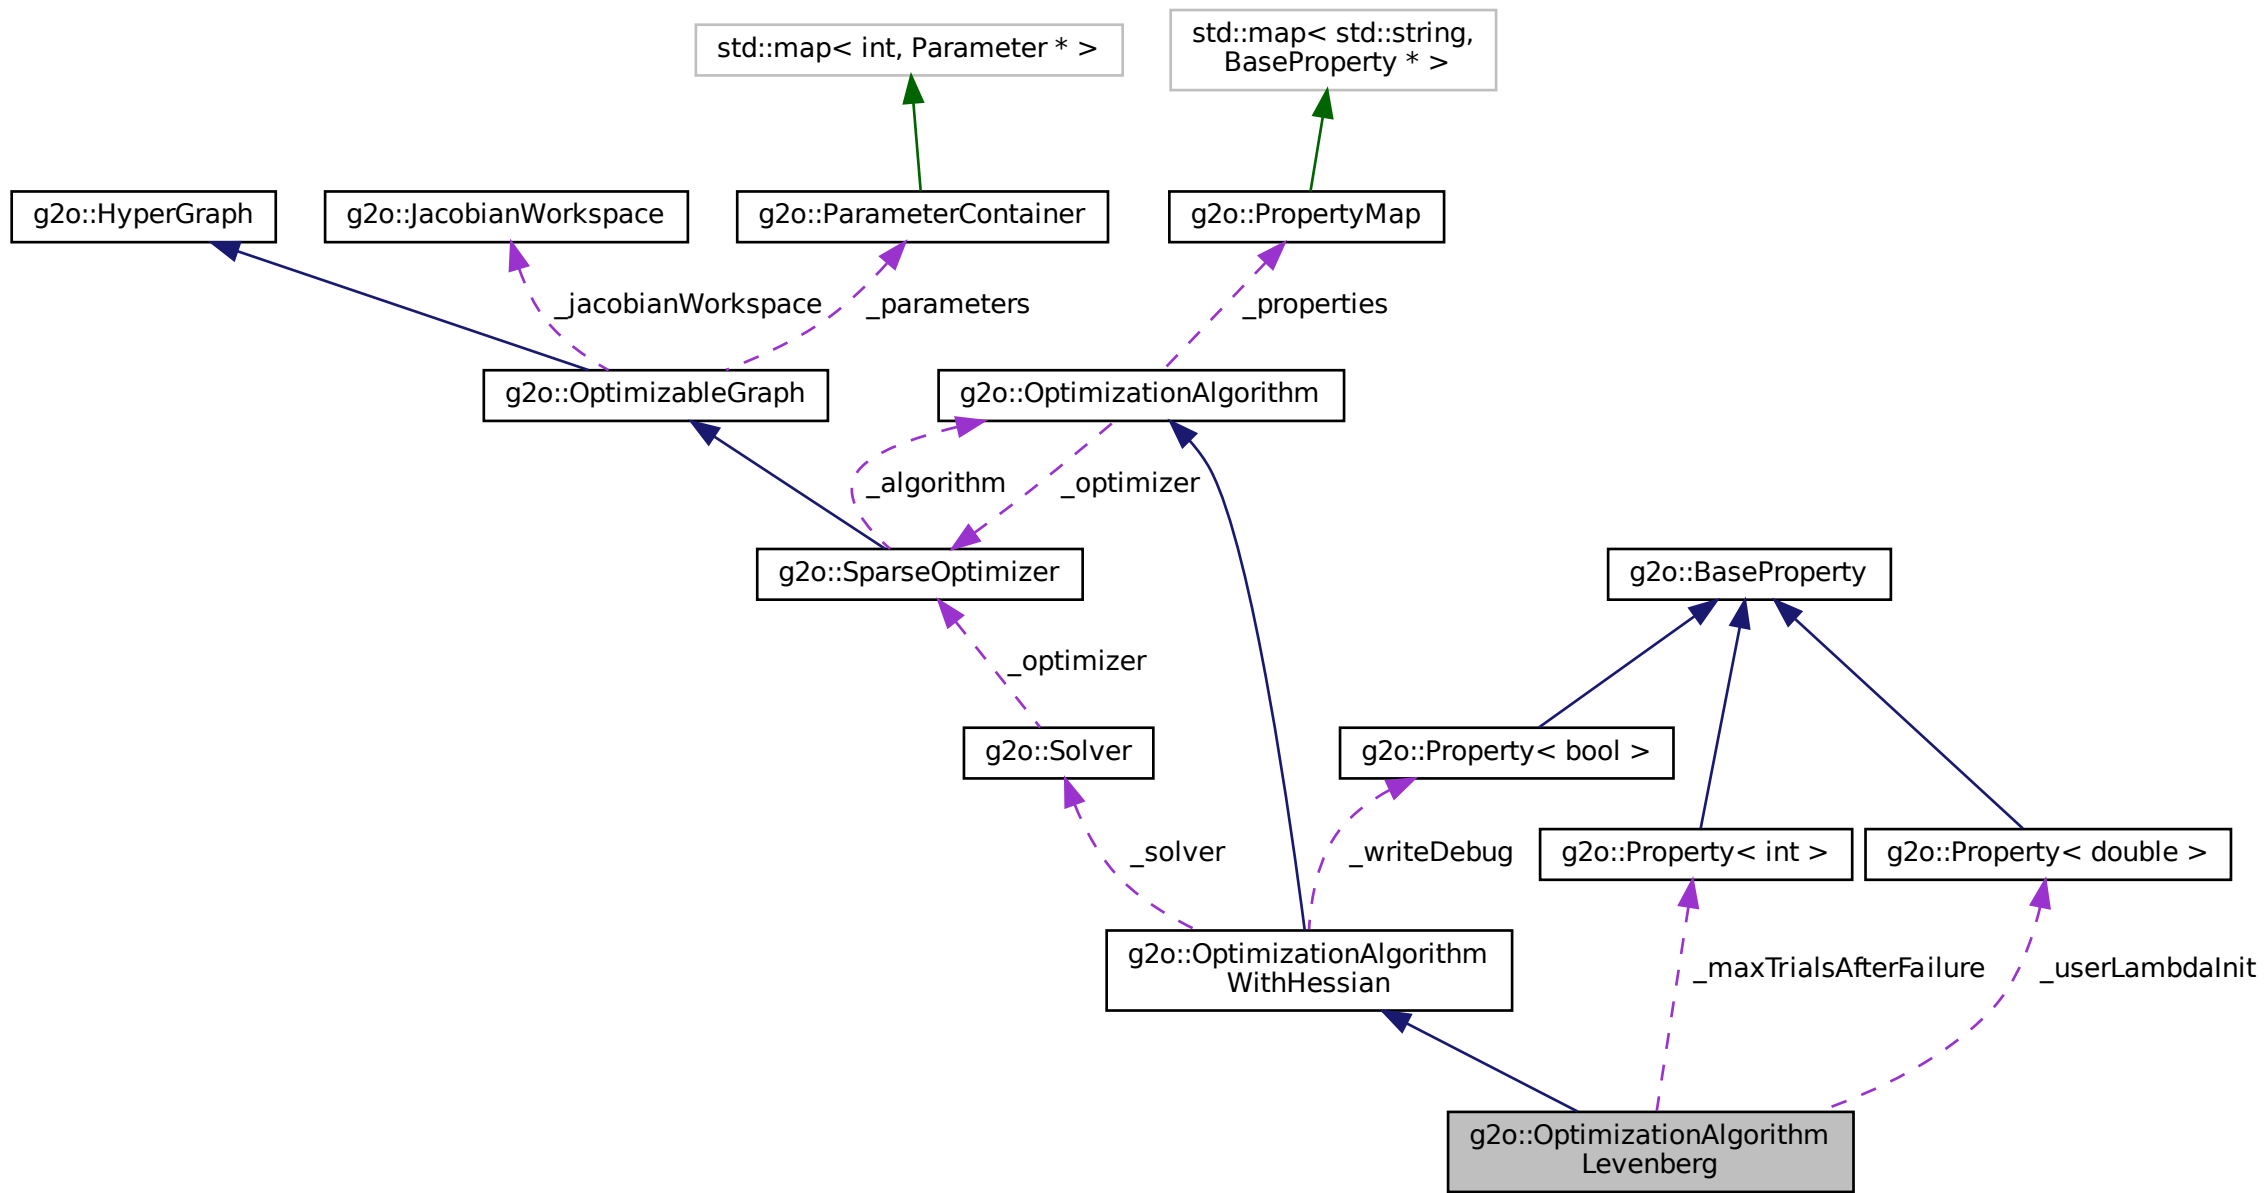 std::map< int, Parameter * >
std::map< std::string,
BaseProperty * >
g2o::HyperGraph
g2o::JacobianWorkspace
g2o::ParameterContainer
g2o::PropertyMap
_jacobianWorkspace
_parameters
_properties
g2o::OptimizableGraph
g2o::OptimizationAlgorithm
_algorithm
_optimizer
g2o::SparseOptimizer
g2o::BaseProperty
_optimizer
g2o::Solver
g2o::Property< bool >
_solver
_writeDebug
g2o::Property< int >
g2o::Property< double >
g2o::OptimizationAlgorithm
WithHessian
_maxTrialsAfterFailure
_userLambdaInit
g2o::OptimizationAlgorithm
Levenberg